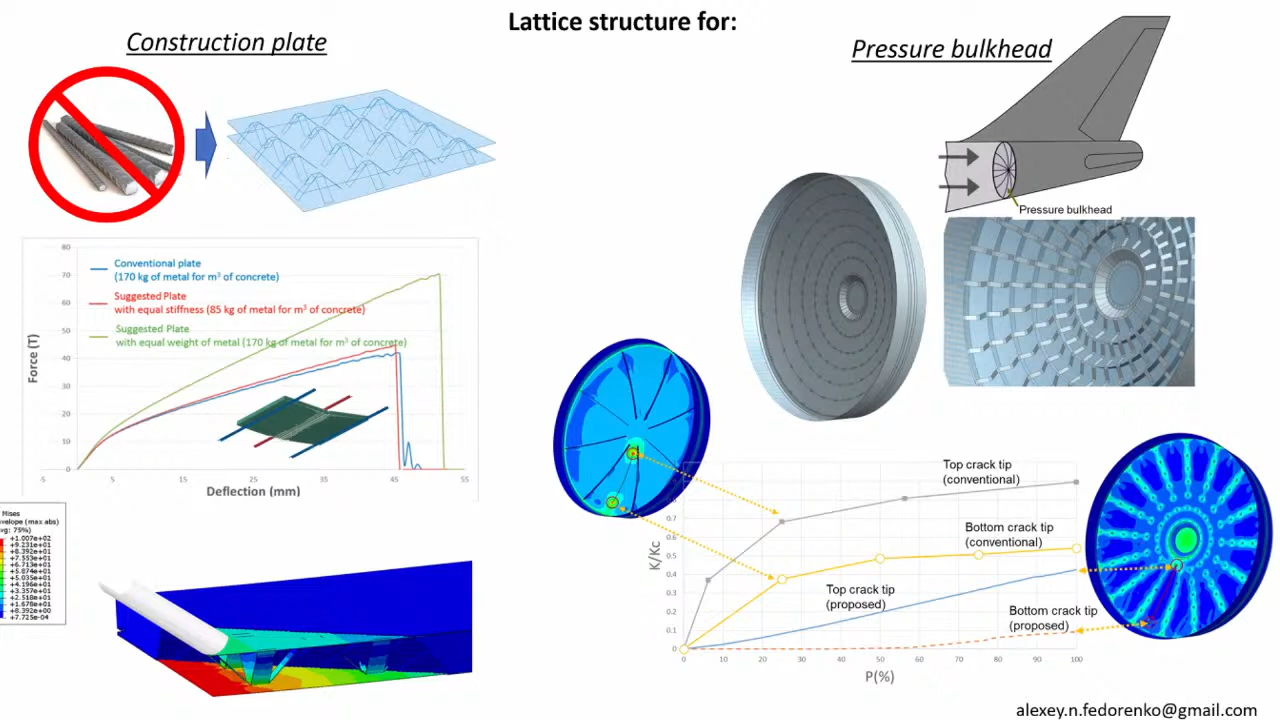 Lattice structure for:
Construction plate
Pressure bulkhead
Pressure bulkhead
80
70
60
50
40
30
20
10
0
Force (T)
Conventional plate
(170 kg of metal for m³ of concrete)
Suggested Plate
with equal stiffness (85 kg of metal for m³ of concrete)
Suggested Plate
with equal weight of metal (170 kg of metal for m³ of concrete)
-5
5
15
25
35
45
55
Deflection (mm)
Mises
nvelope (max abs)
vg: 75%)
+1.007e+02
+9.231e+01
+8.392e+01
+7.553e+01
+6.713e+01
+5.874e+01
+5.035e+01
+4.196e+01
+3.357e+01
+2.518e+01
+1.678e+01
+8.392e+00
+7.725e-04
Top crack tip
(conventional)
Bottom crack tip
(conventional)
Top crack tip
(proposed)
Bottom crack tip
(proposed)
K/Kc
0.7
0.5
0.4
0.3
0.2
0.1
0
0
10
20
30
40
50
60
70
80
90
100
P(%)
alexey.n.fedorenko@gmail.com